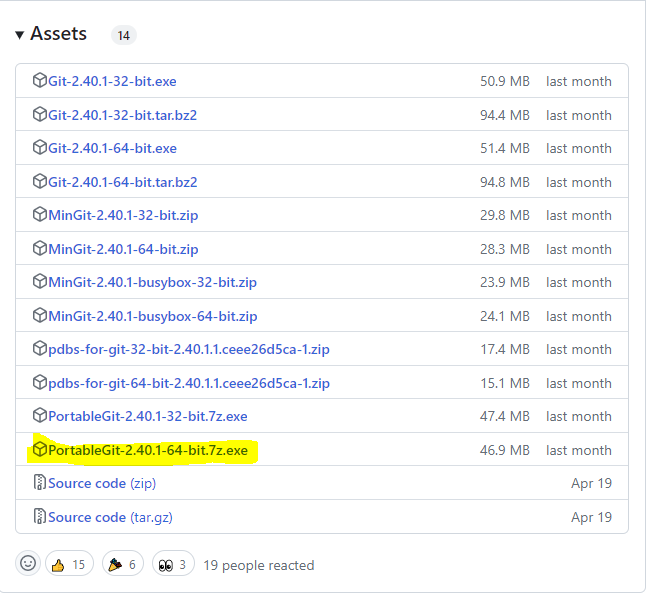 Assets 14
Git-2.40.1-32-bit.exe 50.9 MB last month
Git-2.40.1-32-bit.tar.bz2 94.4 MB last month
Git-2.40.1-64-bit.exe 51.4 MB last month
Git-2.40.1-64-bit.tar.bz2 94.8 MB last month
MinGit-2.40.1-32-bit.zip 29.8 MB last month
MinGit-2.40.1-64-bit.zip 28.3 MB last month
MinGit-2.40.1-busybox-32-bit.zip 23.9 MB last month
MinGit-2.40.1-busybox-64-bit.zip 24.1 MB last month
pdbs-for-git-32-bit-2.40.1.1.ceee26d5ca-1.zip 17.4 MB last month
pdbs-for-git-64-bit-2.40.1.1.ceee26d5ca-1.zip 15.1 MB last month
PortableGit-2.40.1-32-bit.7z.exe 47.4 MB last month
PortableGit-2.40.1-64-bit.7z.exe 46.9 MB last month
Source code (zip) Apr 19
Source code (tar.gz) Apr 19
15 6 3 19 people reacted